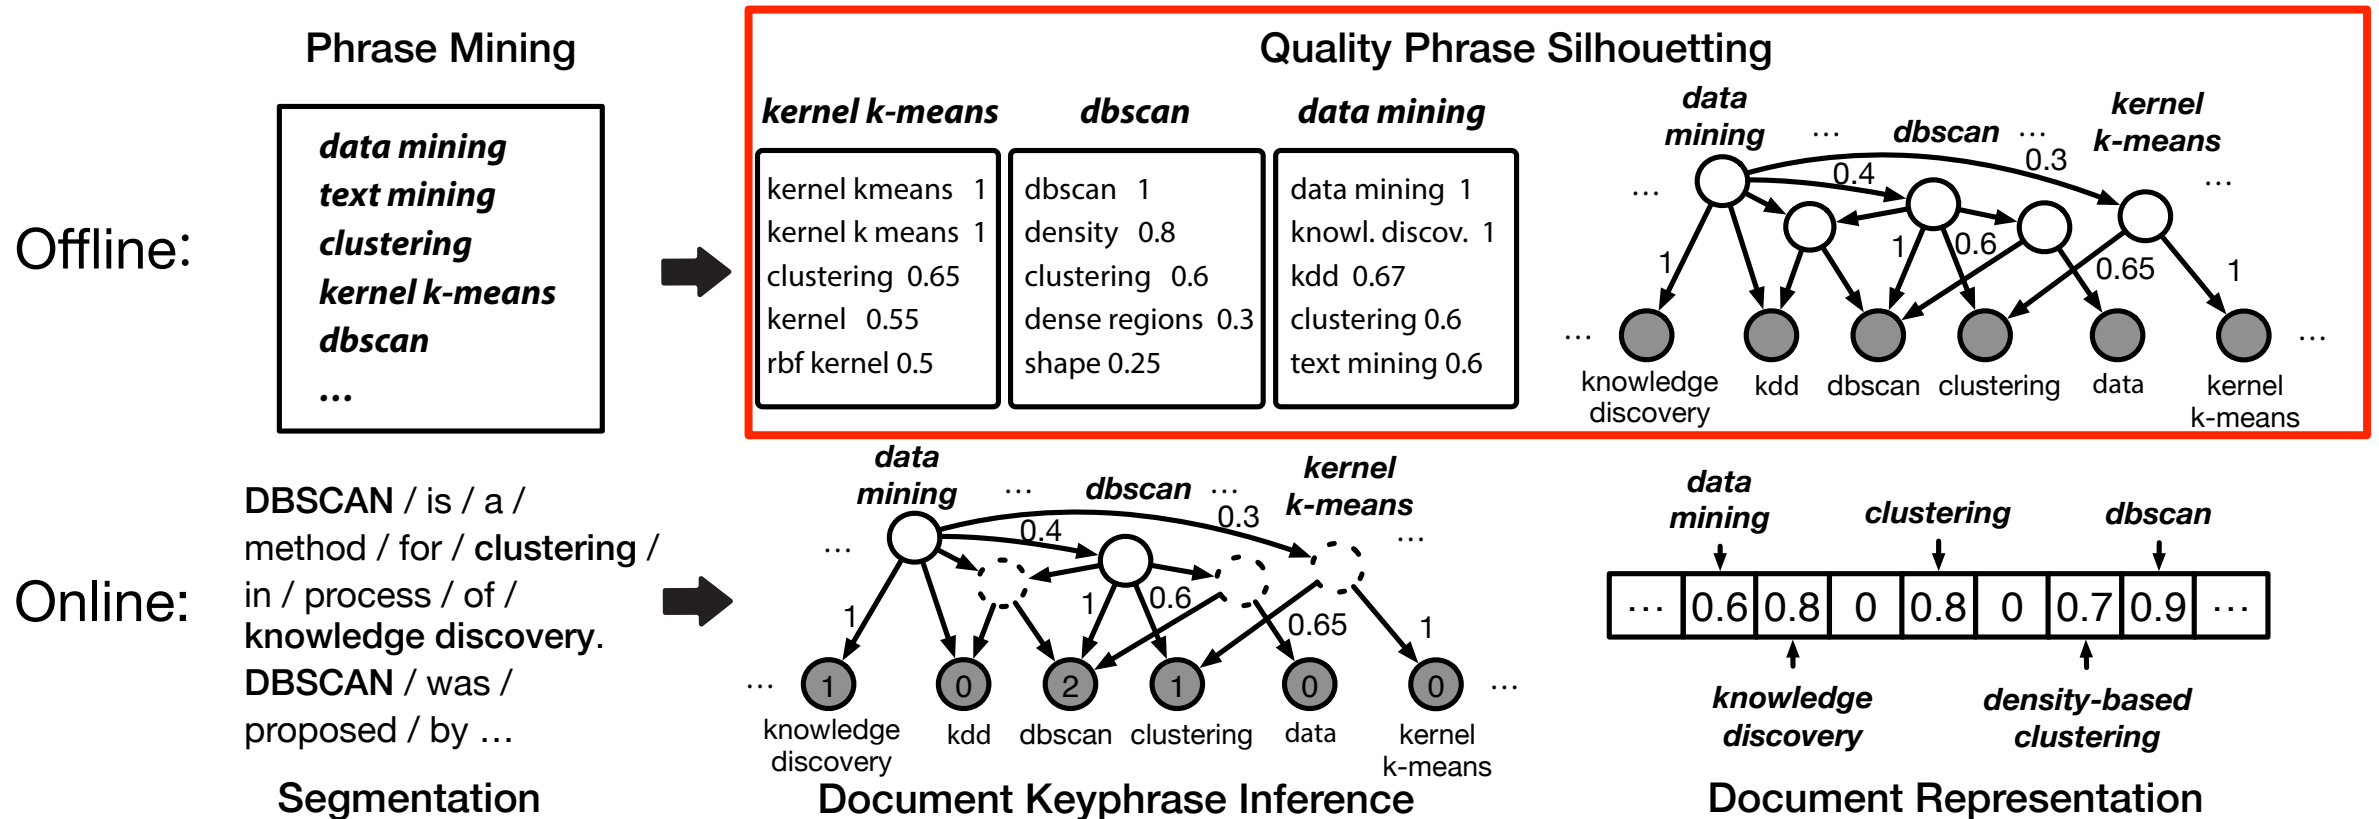 Phrase Mining
Quality Phrase Silhouetting
Offline:
data mining
text mining
clustering
kernel k-means
dbscan
...
kernel k-means
kernel kmeans 1
kernel k means 1
clustering 0.65
kernel 0.55
rbf kernel 0.5
dbscan
dbscan 1
density 0.8
clustering 0.6
dense regions 0.3
shape 0.25
data mining
data mining 1
knowl. discov. 1
kdd 0.67
clustering 0.6
text mining 0.6
data
mining
...
dbscan
...
kernel
k-means
...
0.4
0.3
...
1
1
0.6
0.65
1
...
...
knowledge
discovery
kdd
dbscan
clustering
data
kernel
k-means
Online:
DBSCAN / is / a /
method / for / clustering /
in / process / of /
knowledge discovery.
DBSCAN / was /
proposed / by ...
Segmentation
data
mining
...
dbscan
...
kernel
k-means
...
0.4
0.3
...
1
1
0.6
0.65
1
...
1
0
2
1
0
0
...
knowledge
discovery
kdd
dbscan
clustering
data
kernel
k-means
Document Keyphrase Inference
data
mining
clustering
dbscan
... 0.6 0.8 0 0.8 0 0.7 0.9 ...
knowledge
discovery
density-based
clustering
Document Representation